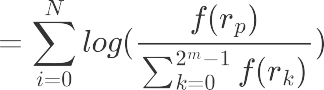 = \sum_{i=0}^{N} log(\frac{f(r_p)}{\sum_{k=0}^{2^m-1} f(r_k)})